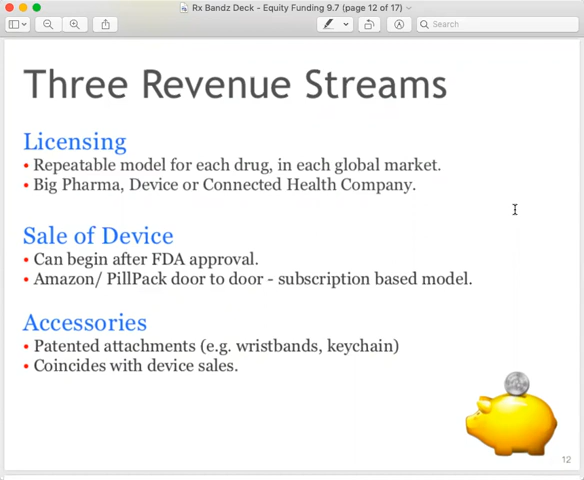 Rx Bandz Deck - Equity Funding 9.7 (page 12 of 17)
Search
Three Revenue Streams
Licensing
• Repeatable model for each drug, in each global market.
• Big Pharma, Device or Connected Health Company.
Sale of Device
• Can begin after FDA approval.
• Amazon/ PillPack door to door - subscription based model.
Accessories
• Patented attachments (e.g. wristbands, keychain)
• Coincides with device sales.
12